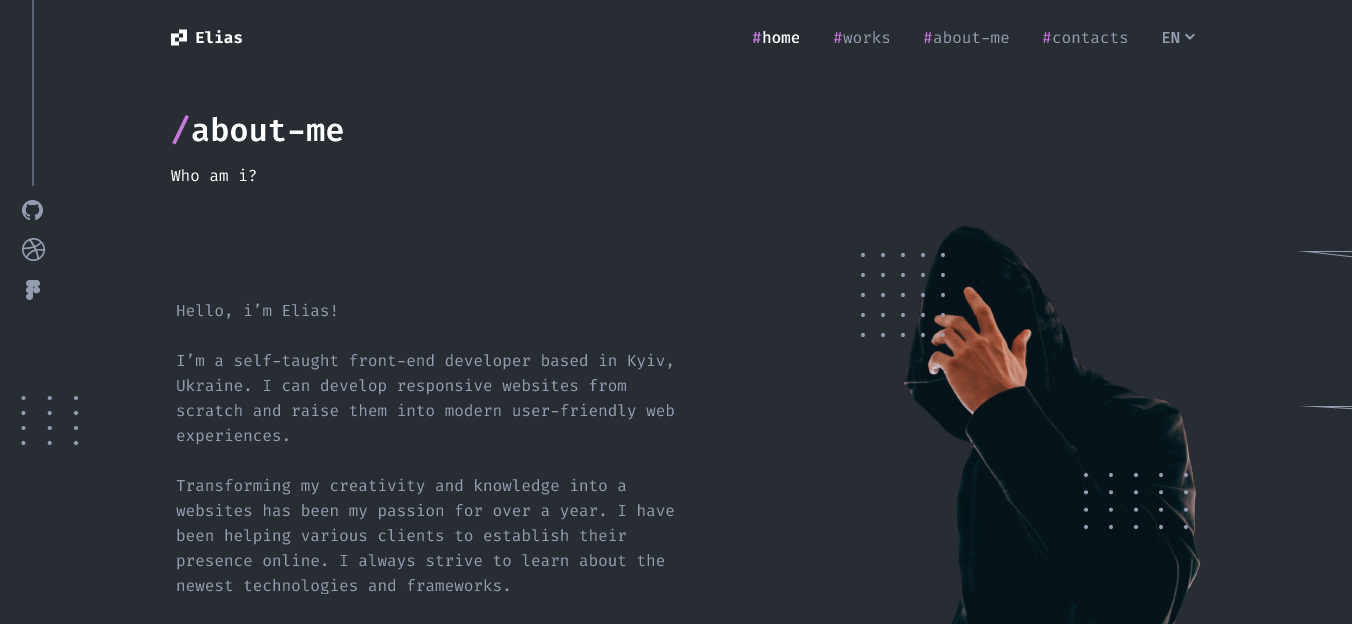 Elias
#home #works #about-me #contacts EN
/about-me
Who am i?
Hello, i’m Elias!
I’m a self-taught front-end developer based in Kyiv,
Ukraine. I can develop responsive websites from
scratch and raise them into modern user-friendly web
experiences.
Transforming my creativity and knowledge into a
websites has been my passion for over a year. I have
been helping various clients to establish their
presence online. I always strive to learn about the
newest technologies and frameworks.